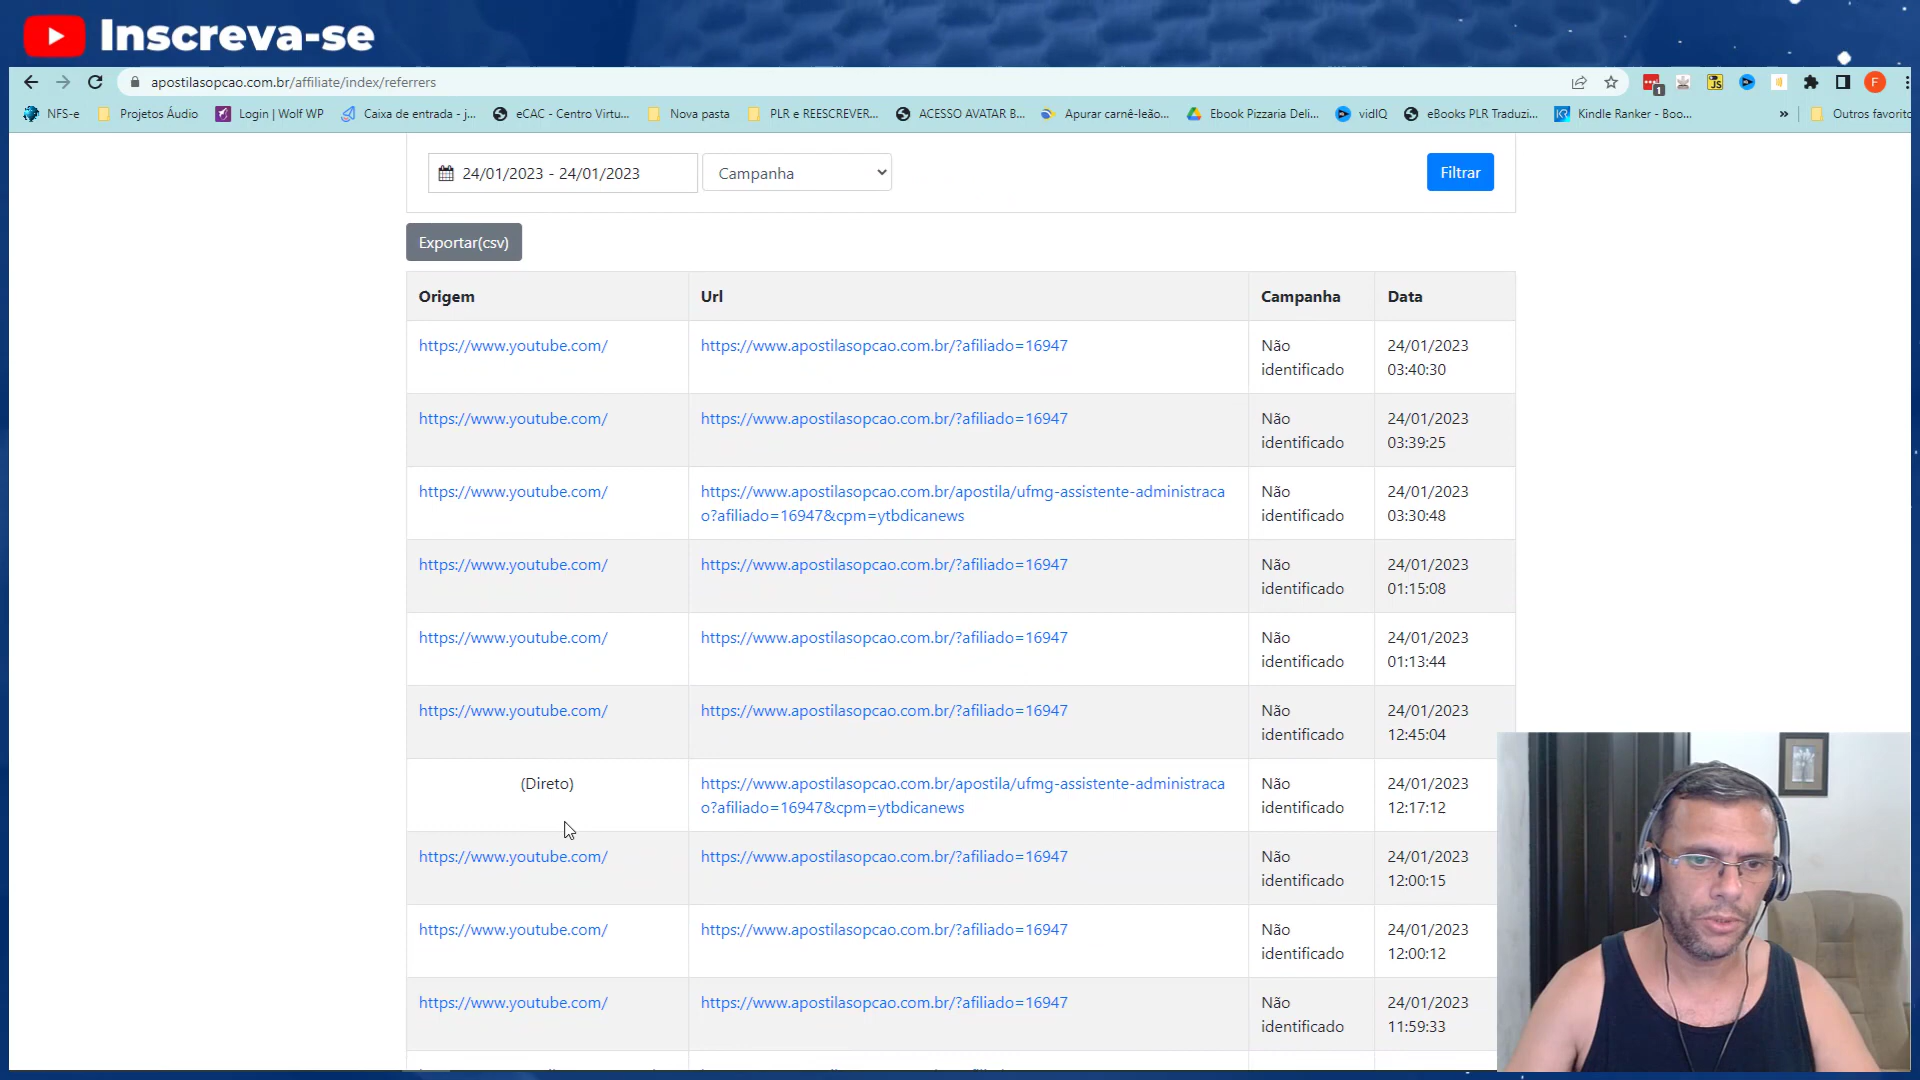 Inscreva-se
apostilasopcao.com.br/affiliate/index/referrers
1
JS
F
NFS-e
Projetos Áudio
Login | Wolf WP
Caixa de entrada - j...
eCAC - Centro Virtu...
Nova pasta
PLR e REESCREVER...
ACESSO AVATAR B...
Apurar carnê-leão...
Ebook Pizzaria Deli...
vidIQ
eBooks PLR Traduzi...
KR
Kindle Ranker - Boo...
»
Outros favorito
24/01/2023 - 24/01/2023
Campanha
Filtrar
Exportar(csv)
Origem
Url
Campanha
Data
https://www.youtube.com/
https://www.apostilasopcao.com.br/?afiliado=16947
Não
identificado
24/01/2023
03:40:30
https://www.youtube.com/
https://www.apostilasopcao.com.br/?afiliado=16947
Não
identificado
24/01/2023
03:39:25
https://www.youtube.com/
https://www.apostilasopcao.com.br/apostila/ufmg-assistente-administraca
o?afiliado=16947&cpm=ytbdicanews
Não
identificado
24/01/2023
03:30:48
https://www.youtube.com/
https://www.apostilasopcao.com.br/?afiliado=16947
Não
identificado
24/01/2023
01:15:08
https://www.youtube.com/
https://www.apostilasopcao.com.br/?afiliado=16947
Não
identificado
24/01/2023
01:13:44
https://www.youtube.com/
https://www.apostilasopcao.com.br/?afiliado=16947
Não
identificado
24/01/2023
12:45:04
(Direto)
https://www.apostilasopcao.com.br/apostila/ufmg-assistente-administraca
o?afiliado=16947&cpm=ytbdicanews
Não
identificado
24/01/2023
12:17:12
https://www.youtube.com/
https://www.apostilasopcao.com.br/?afiliado=16947
Não
identificado
24/01/2023
12:00:15
https://www.youtube.com/
https://www.apostilasopcao.com.br/?afiliado=16947
Não
identificado
24/01/2023
12:00:12
https://www.youtube.com/
https://www.apostilasopcao.com.br/?afiliado=16947
Não
identificado
24/01/2023
11:59:33